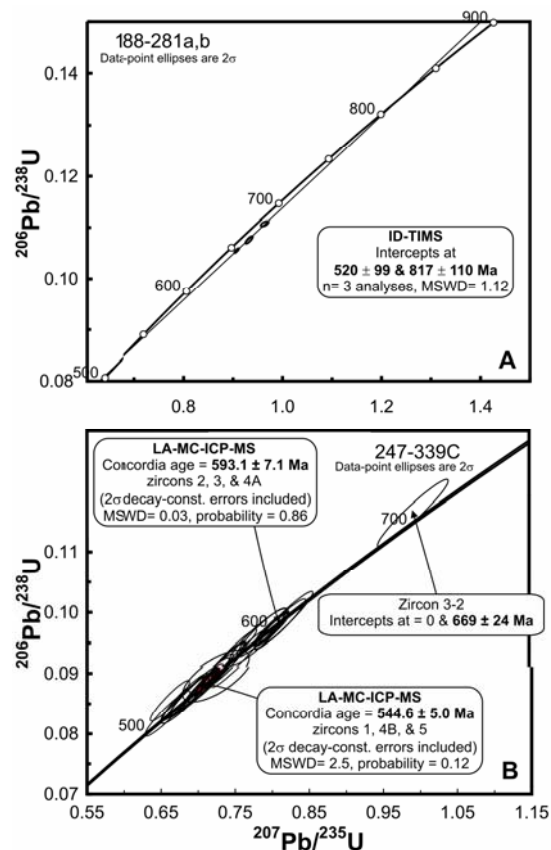 188-281a,b
Data-point ellipses are 2σ
900
0.14
800
0.12
700
ID-TIMS
Intercepts at
520 ± 99 & 817 ± 110 Ma
n= 3 analyses, MSWD= 1.12
0.10
600
500
0.08
A
0.8
1.0
1.2
1.4
206Pb/238U
LA-MC-ICP-MS
Concordia age = 593.1 ± 7.1 Ma
zircons 2, 3, & 4A
(2σ decay-const. errors included)
MSWD= 0.03, probability = 0.86
247-339C
Data-point ellipses are 2σ
700
0.11
Zircon 3-2
Intercepts at = 0 & 669 ± 24 Ma
600
0.10
0.09
500
0.08
LA-MC-ICP-MS
Concordia age = 544.6 ± 5.0 Ma
zircons 1, 4B, & 5
(2σ decay-const. errors included)
MSWD= 2.5, probability = 0.12
B
0.07
0.55
0.65
0.75
0.85
0.95
1.05
1.15
206Pb/238U
207Pb/235U